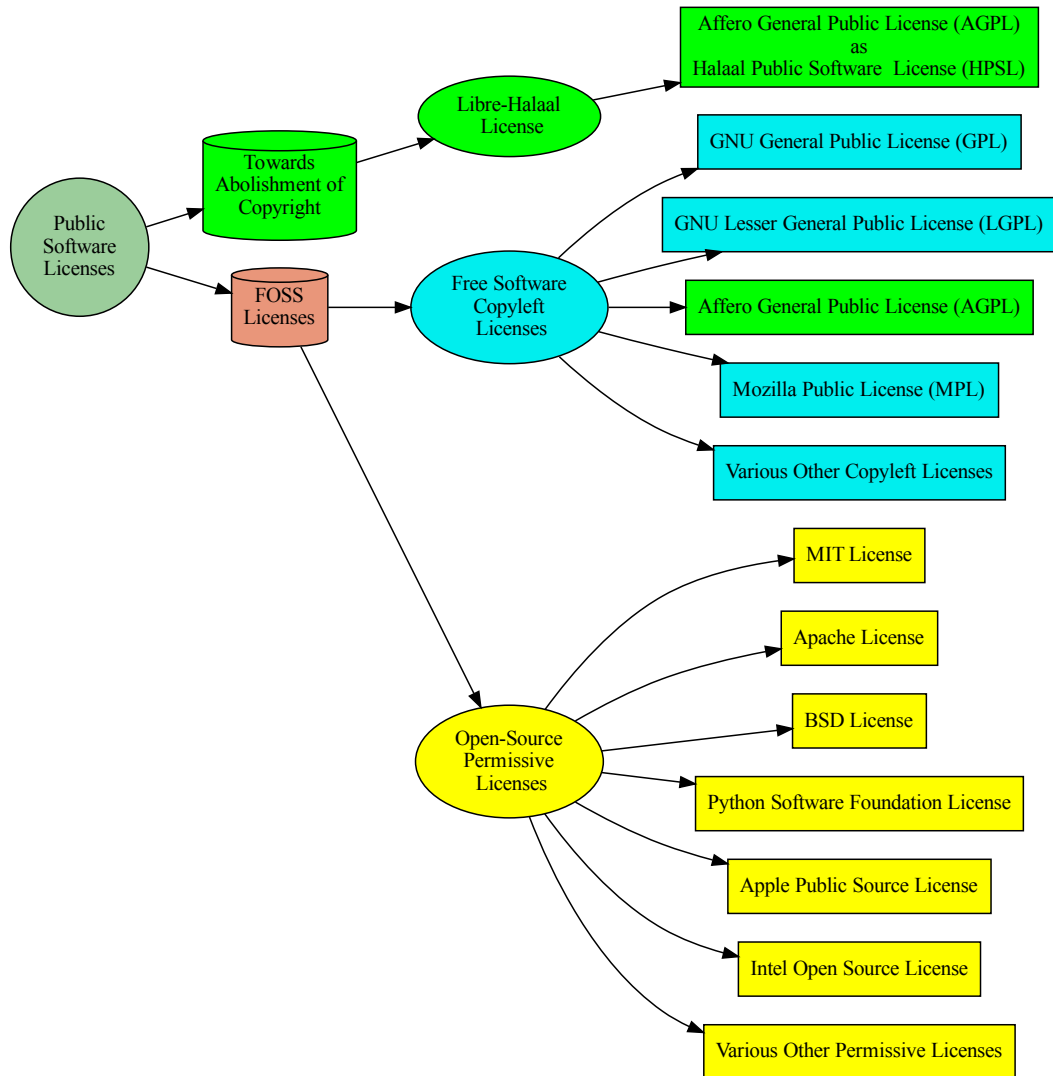 Public
Software
Licenses
Towards
Abolishment of
Copyright
Libre-Halaal
License
Affero General Public License (AGPL)
as
Halaal Public Software  License (HPSL)
FOSS
Licenses
Free Software
Copyleft
Licenses
GNU General Public License (GPL)
GNU Lesser General Public License (LGPL)
Affero General Public License (AGPL)
Mozilla Public License (MPL)
Various Other Copyleft Licenses
Open-Source
Permissive
Licenses
MIT License
Apache License
BSD License
Python Software Foundation License
Apple Public Source License
Intel Open Source License
Various Other Permissive Licenses